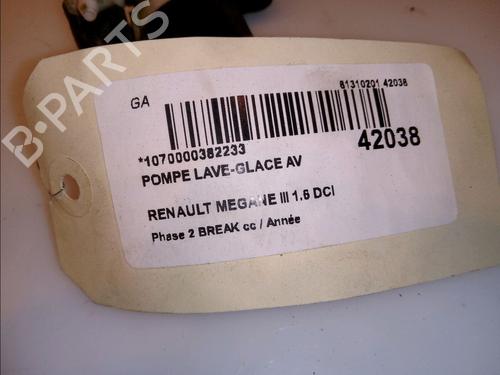 GA
81310201 42038
*1070000382233
42038
POMPE LAVE-GLACE AV
RENAULT MEGANE III 1.6 DCI
Phase 2 BREAK cc / Année
B-PARTS